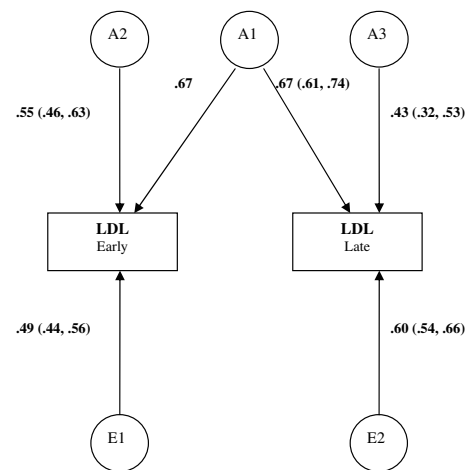 A2 A1 A3
.55 (.46, .63) .67 .67 (.61, .74) .43 (.32, .53)
LDL LDL
Early Late
.49 (.44, .56) .60 (.54, .66)
E1 E2